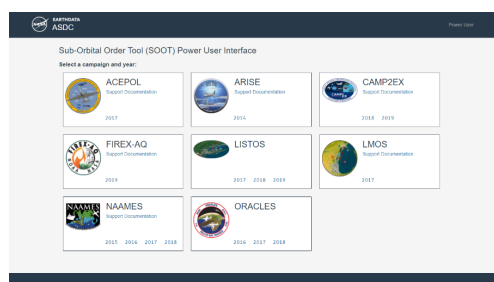 EARTHDATA
ASDC
Power User
Sub-Orbital Order Tool (SOOT) Power User Interface
Select a campaign and year:
ACEPOL
Support Documentation
2017
ARISE
Support Documentation
2014
CAMP2EX
Support Documentation
2018 2019
FIREX-AQ
Support Documentation
2019
LISTOS
2017 2018 2019
LMOS
Support Documentation
2017
NAAMES
NAAMES
Support Documentation
2015 2016 2017 2018
ORACLES
2016 2017 2018